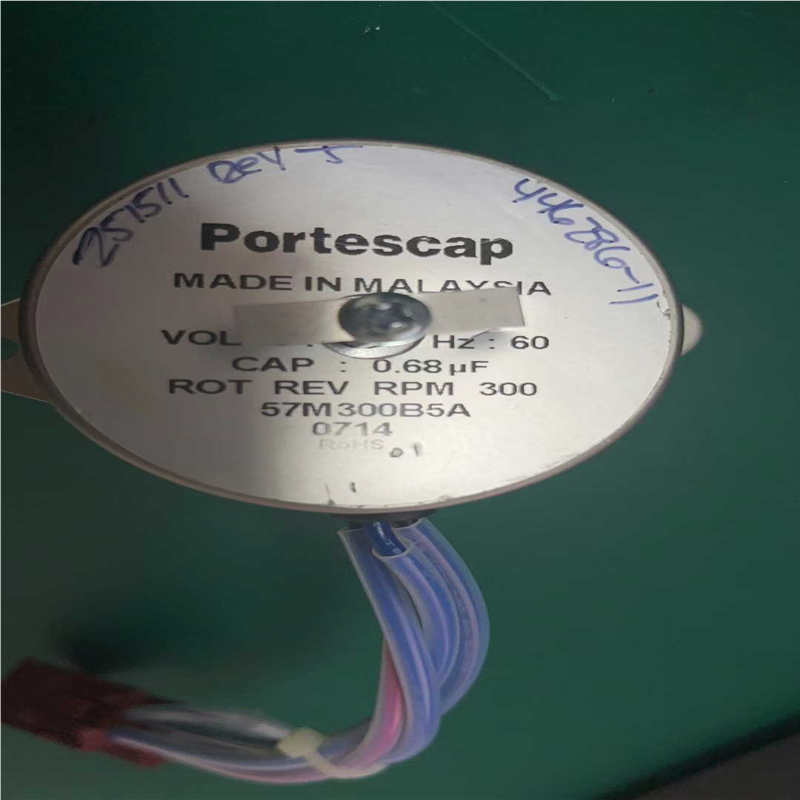 251511 REV J
446286-11
Portescap
MADE IN MALAYSIA
VOL Hz : 60
CAP : 0.68 µF
ROT REV RPM 300
57M300B5A
0714
RoHS